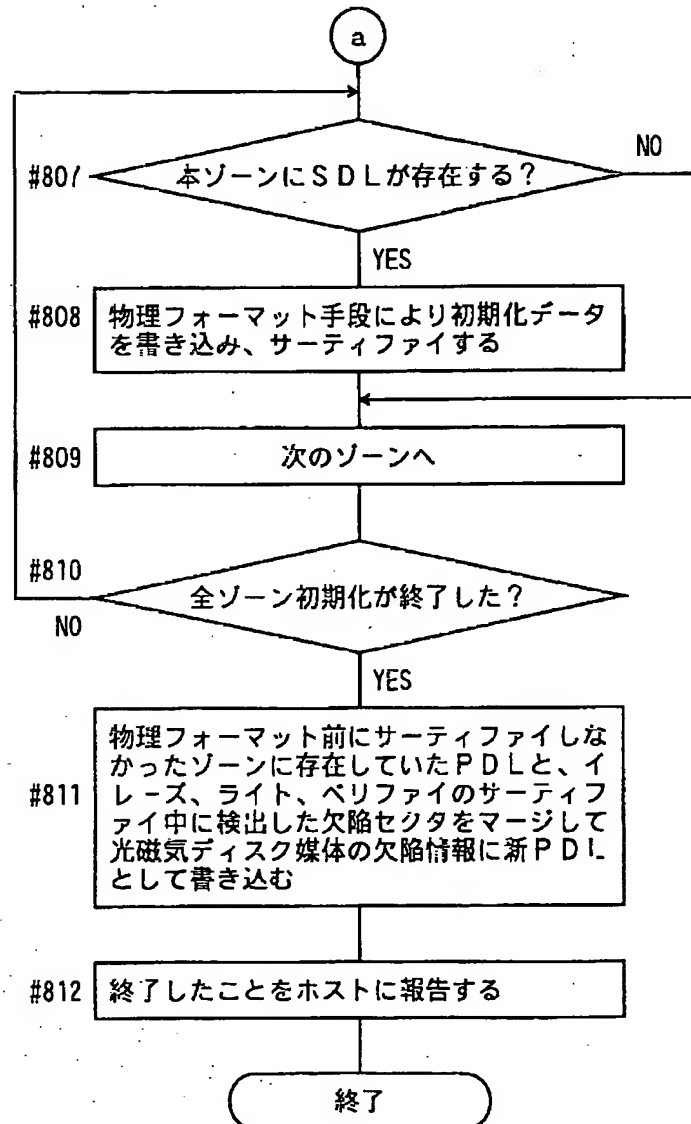 a
NO
#807 本ゾーンにSDLが存在する?
YES
#808 物理フォーマット手段により初期化データ
を書き込み、サーティファイする
#809 次のゾーンへ
#810
全ゾーン初期化が終了した?
NO
YES
物理フォーマット前にサーティファイしな
かったゾーンに存在していたPDLと、イ
#811 レーズ、ライト、ベリファイのサーティフ
ァイ中に検出した欠陥セクタをマージして
光磁気ディスク媒体の欠陥情報に新PDL
として書き込む
#812 終了したことをホストに報告する
終了